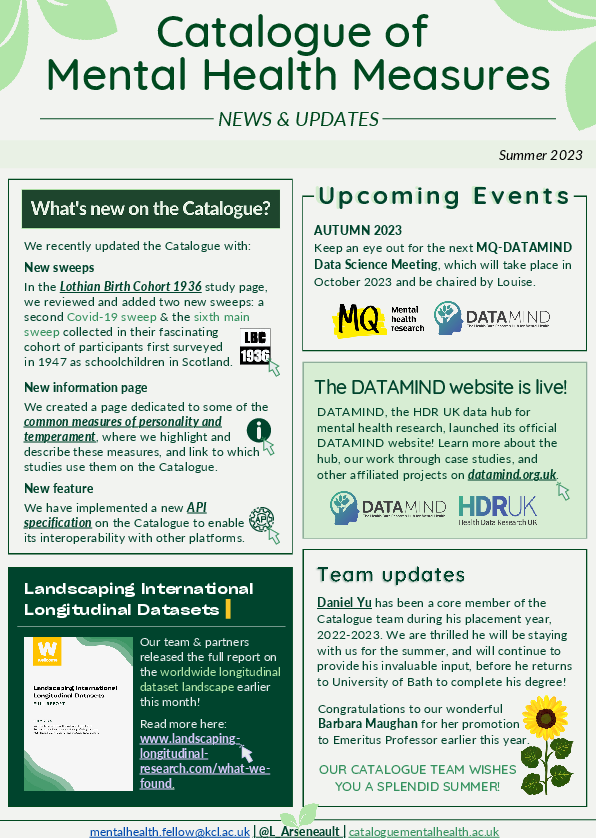 Catalogue of
Mental Health Measures
NEWS & UPDATES
Summer 2023
What's new on the Catalogue?
We recently updated the Catalogue with:
New sweeps
In the Lothian Birth Cohort 1936 study page,
we reviewed and added two new sweeps: a
second Covid-19 sweep & the sixth main
sweep collected in their fascinating
cohort of participants first surveyed
in 1947 as schoolchildren in Scotland.
LBC
1936
New information page
We created a page dedicated to some of the
common measures of personality and
temperament, where we highlight and
describe these measures, and link to which
studies use them on the Catalogue.
New feature
We have implemented a new API
specification on the Catalogue to enable
its interoperability with other platforms.
API
Landscaping International
Longitudinal Datasets
W
Landscaping International
Longitudinal Datasets
FULL REPORT
Our team & partners
released the full report on
the worldwide longitudinal
dataset landscape earlier
this month!
Read more here:
www.landscaping-
longitudinal-
research.com/what-we-
found.
Upcoming Events
AUTUMN 2023
Keep an eye out for the next MQ-DATAMIND
Data Science Meeting, which will take place in
October 2023 and be chaired by Louise.
MQ Mental
health
research
DATAMIND
The DATAMIND website is live!
DATAMIND, the HDR UK data hub for
mental health research, launched its official
DATAMIND website! Learn more about the
hub, our work through case studies, and
other affiliated projects on datamind.org.uk.
DATAMIND
HDRUK
Health Data Research UK
Team updates
Daniel Yu has been a core member of the
Catalogue team during his placement year,
2022-2023. We are thrilled he will be staying
with us for the summer, and will continue to
provide his invaluable input, before he returns
to University of Bath to complete his degree!
Congratulations to our wonderful
Barbara Maughan for her promotion
to Emeritus Professor earlier this year.
OUR CATALOGUE TEAM WISHES
YOU A SPLENDID SUMMER!
mentalhealth.fellow@kcl.ac.uk | @L_Arseneault | cataloguementalhealth.ac.uk